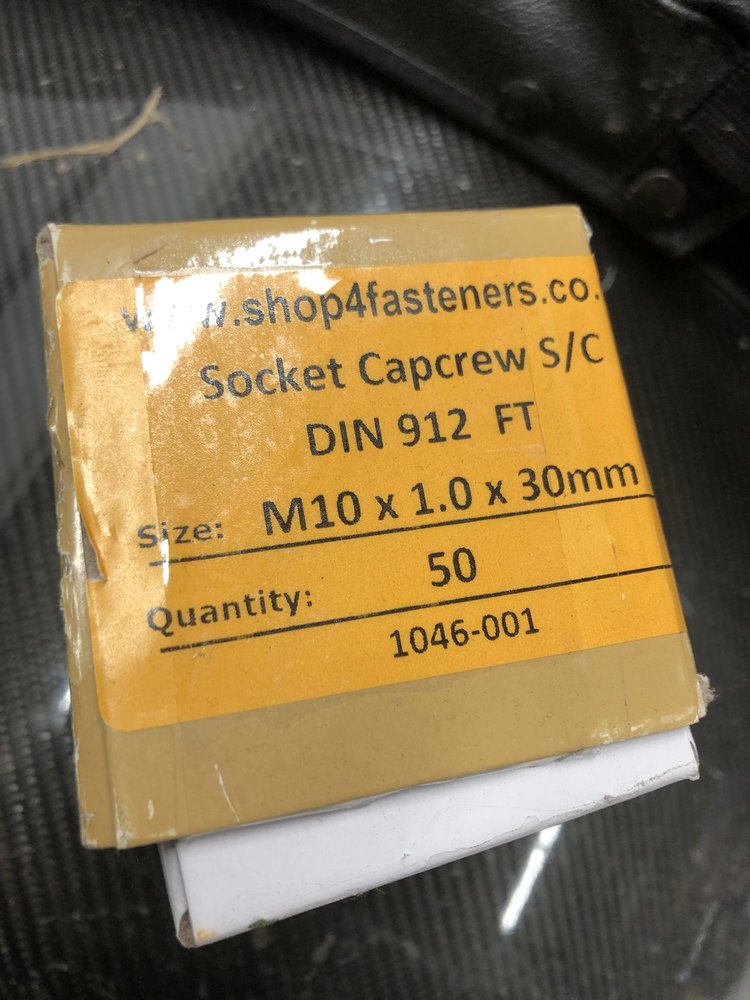 www.shop4fasteners.co.
Socket Capcrew S/C
DIN 912 FT
Size: M10 x 1.0 x 30mm
Quantity: 50
1046-001